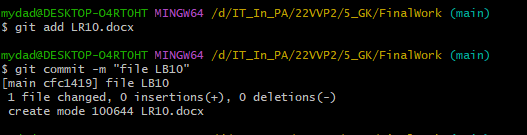 mydad@DESKTOP-O4RTOHT MINGW64 /d/IT_In_PA/22VVP2/5_GK/FinalWork (main)
$ git add LR10.docx
mydad@DESKTOP-O4RTOHT MINGW64 /d/IT_In_PA/22VVP2/5_GK/FinalWork (main)
$ git commit -m "file LB10"
[main cfc1419] file LB10
 1 file changed, 0 insertions(+), 0 deletions(-)
 create mode 100644 LR10.docx